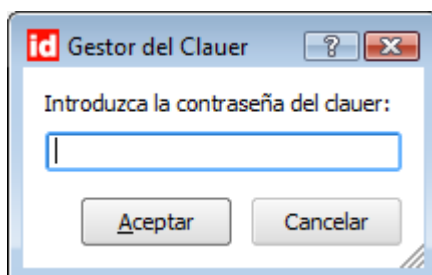 id Gestor del Clauer ?
Introduzca la contraseña del clauer:
Aceptar Cancelar